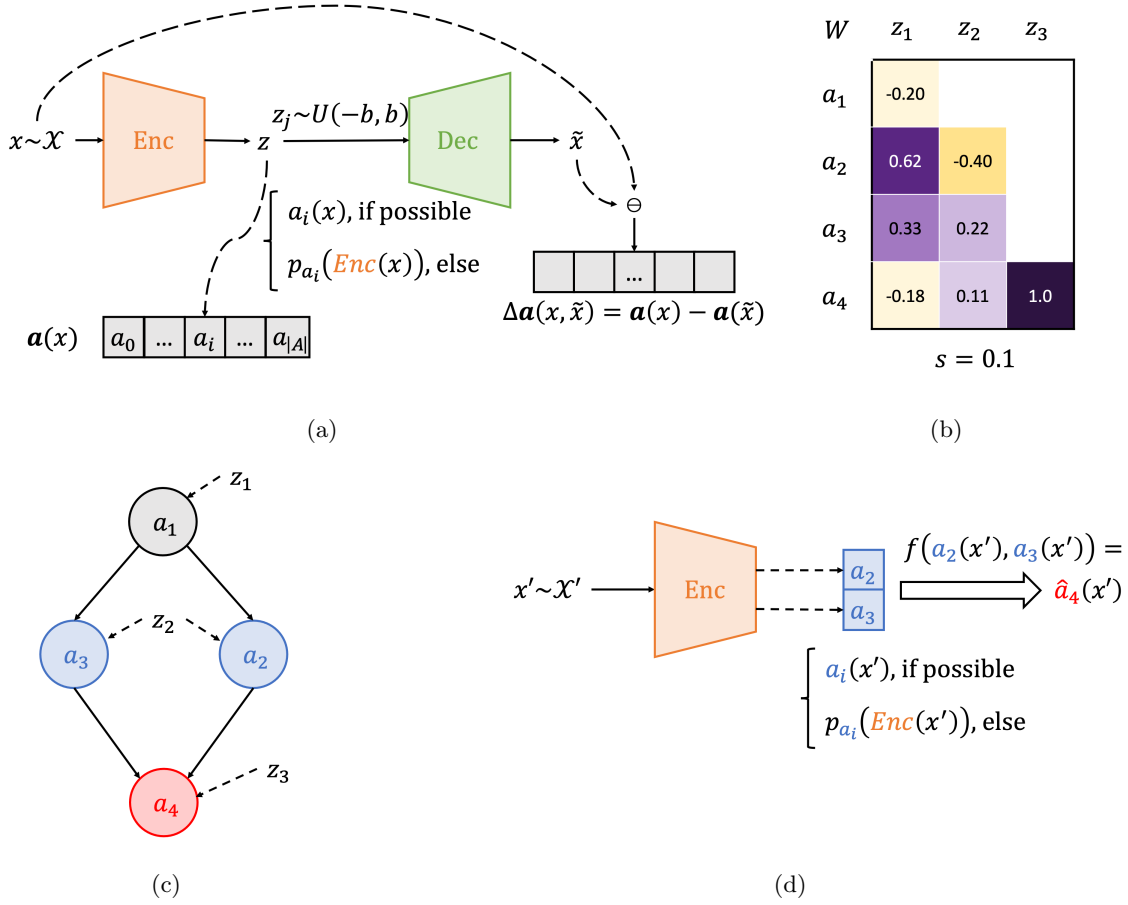 x~𝒳
Enc
z
z_j~U(−b, b)
Dec
x̃
⊖
a_i(x), if possible
p_{a_i}(Enc(x)), else
a(x)
a_0 ... a_i ... a_{|A|}
...
Δa(x, x̃) = a(x) − a(x̃)
(a)
W z_1 z_2 z_3
a_1 -0.20
a_2 0.62 -0.40
a_3 0.33 0.22
a_4 -0.18 0.11 1.0
s = 0.1
(b)
z_1
a_1
z_2
a_3 a_2
z_3
a_4
(c)
x′~𝒳′
Enc
a_2
a_3
f(a_2(x′), a_3(x′)) =
â_4(x′)
a_i(x′), if possible
p_{a_i}(Enc(x′)), else
(d)